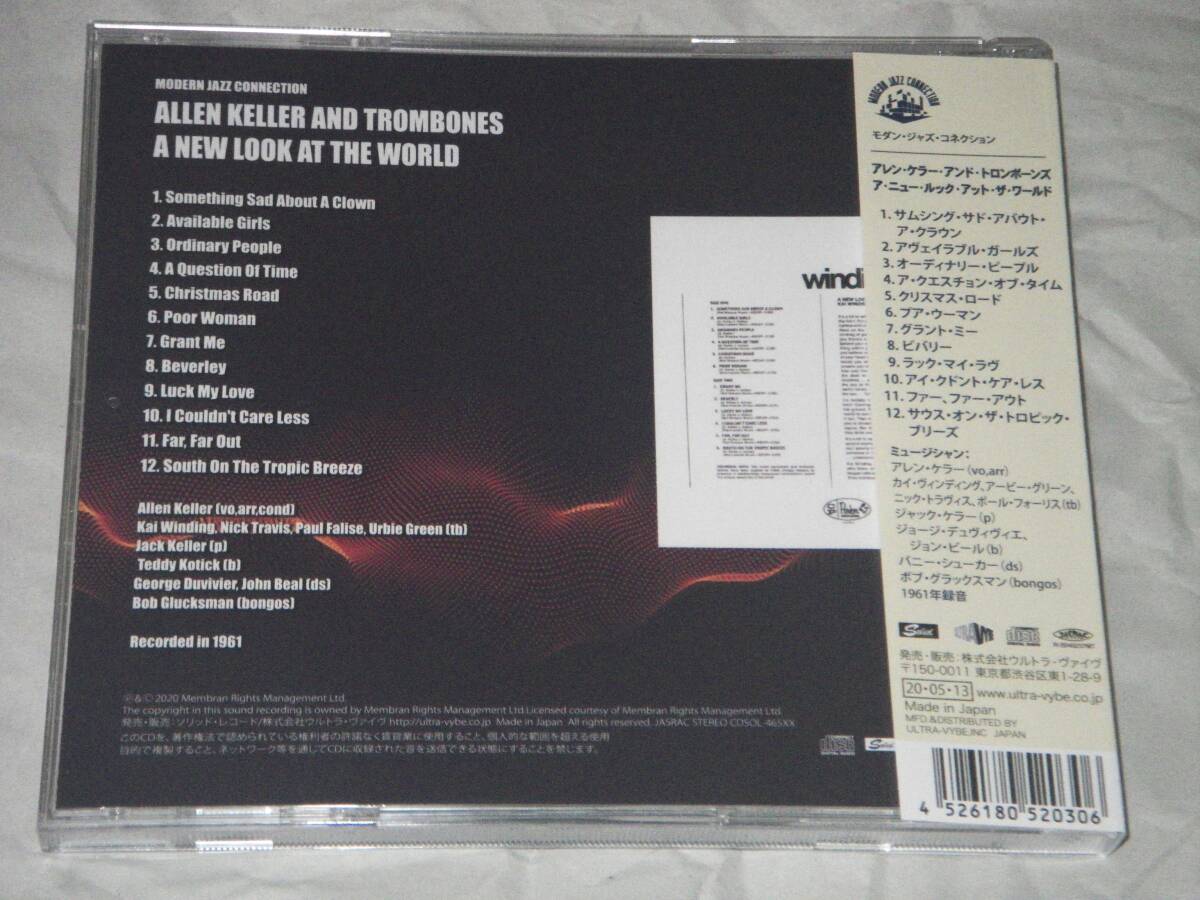 MODERN JAZZ CONNECTION
ALLEN KELLER AND TROMBONES
A NEW LOOK AT THE WORLD
1. Something Sad About A Clown
2. Available Girls
3. Ordinary People
4. A Question Of Time
5. Christmas Road
6. Poor Woman
7. Grant Me
8. Beverley
9. Luck My Love
10. I Couldn't Care Less
11. Far, Far Out
12. South On The Tropic Breeze
Allen Keller (vo,arr,cond)
Kai Winding, Nick Travis, Paul Falise, Urbie Green (tb)
Jack Keller (p)
Teddy Kotick (b)
George Duvivier, John Beal (ds)
Bob Glucksman (bongos)
Recorded in 1961
℗&©2020 Membran Rights Management Ltd.
The copyright in this sound recording is owned by Membran Rights Management Ltd.Licensed courtesy of Membran Rights Management Ltd.
発売・販売：ソリッド・レコード/株式会社ウルトラ・ヴァイヴ http://ultra-vybe.co.jp Made in Japan All rights reserved. JASRAC STEREO CDSOL-465XX
このCDを、著作権法で認められている権利者の許諾なく賃貸業に使用すること、個人的な範囲を超える使用
目的で複製すること、ネットワーク等を通じてCDに収録された音を送信できる状態にすることを禁じます。
windi
SIDE TWO
MODERN JAZZ CONNECTION
モダン・ジャズ・コネクション
アレン・ケラー・アンド・トロンボーンズ
ア・ニュー・ルック・アット・ザ・ワールド
1. サムシング・サド・アバウト・
ア・クラウン
2. アヴェイラブル・ガールズ
3. オーディナリー・ピープル
4. ア・クエスチョン・オブ・タイム
5. クリスマス・ロード
6. プア・ウーマン
7. グラント・ミー
8. ビバリー
9. ラック・マイ・ラヴ
10. アイ・クドント・ケア・レス
11. ファー、ファー・アウト
12. サウス・オン・ザ・トロピック・
ブリーズ
ミュージシャン：
アレン・ケラー (vo,arr)
カイ・ヴィンディング、アービー・グリーン、
ニック・トラヴィス、ポール・フォーリス(tb)
ジャック・ケラー (p)
ジョージ・デュヴィヴィエ、
ジョン・ビール (b)
バニー・シューカー (ds)
ボブ・グラックスマン (bongos)
1961年録音
Solid
ULTRAVYBE
disc
JASRAC
発売・販売：株式会社ウルトラ・ヴァイヴ
〒150-0011 東京都渋谷区東1-28-9
20・05・13 www.ultra-vybe.co.jp
Made in Japan
MFD.&DISTRIBUTED BY
ULTRA-VYBE,INC JAPAN
4 526180 520306